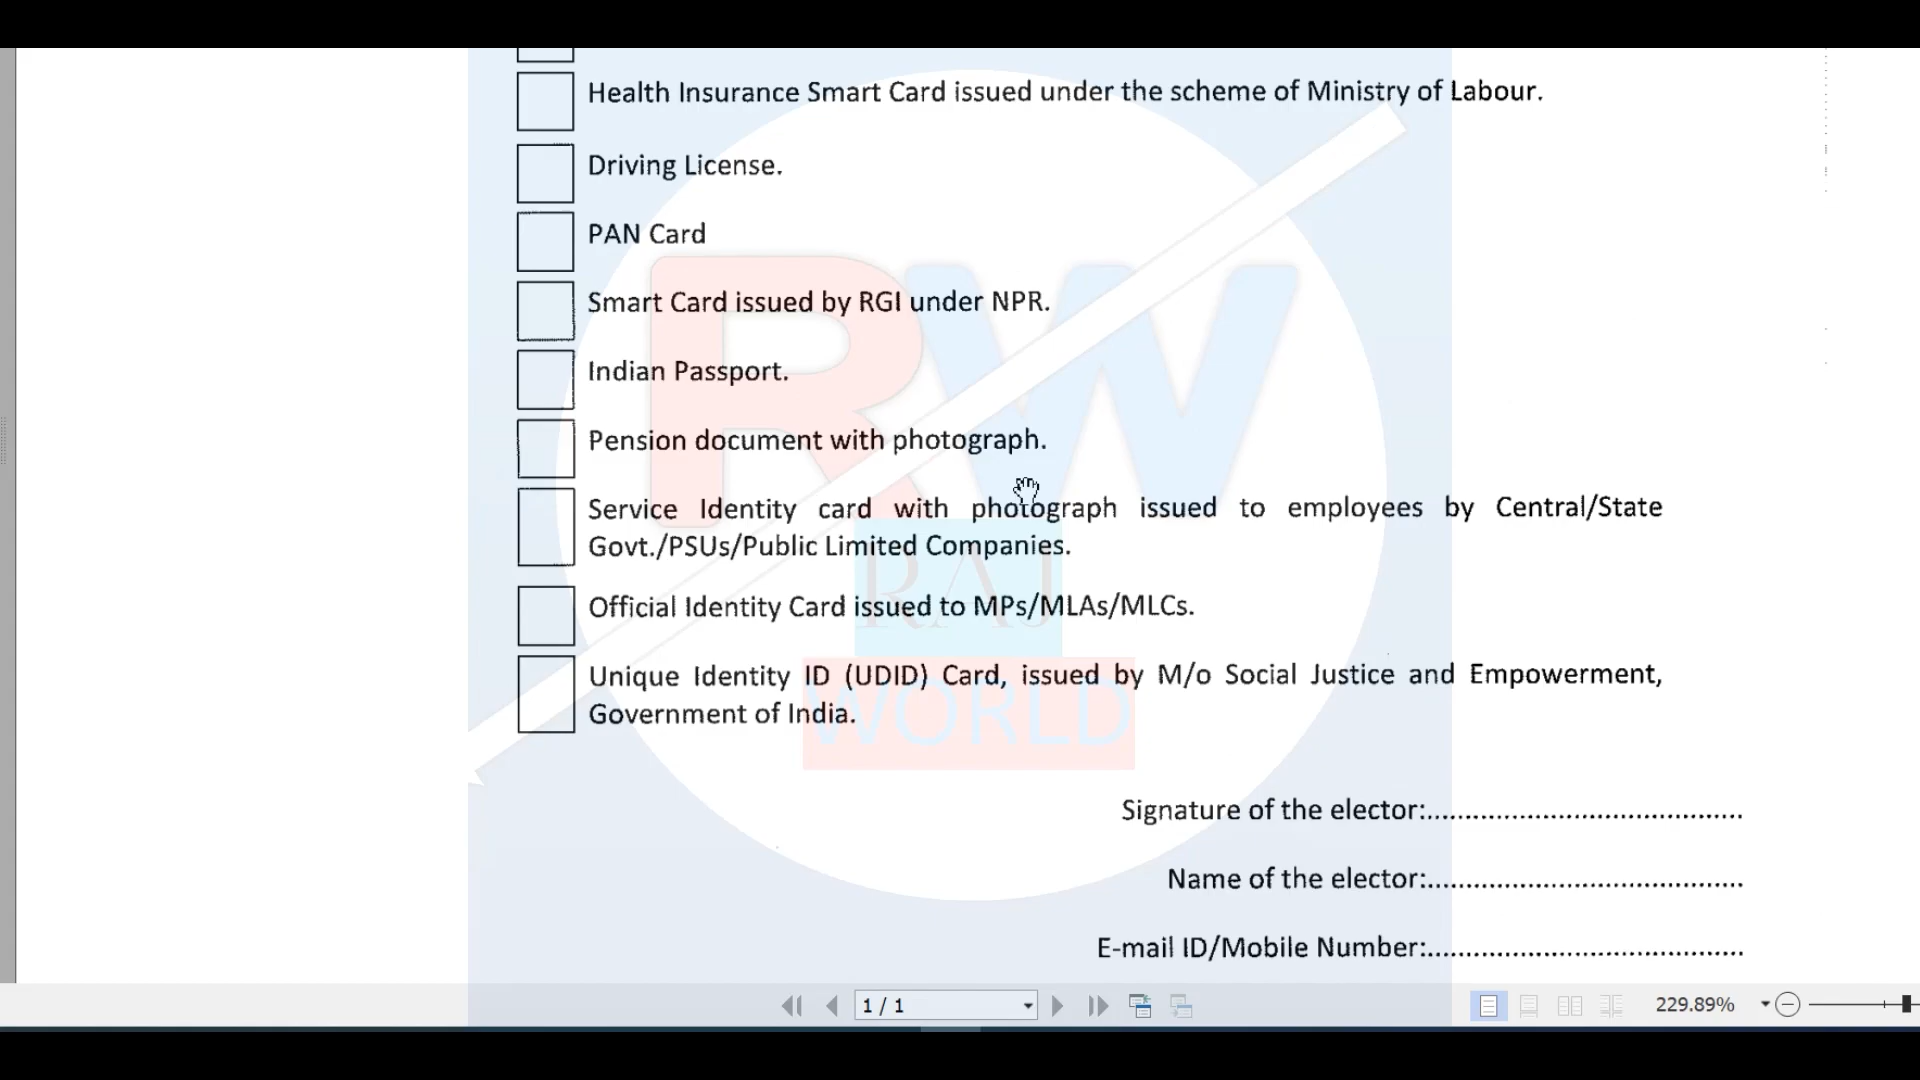 Health Insurance Smart Card issued under the scheme of Ministry of Labour.
Driving License.
PAN Card
Smart Card issued by RGI under NPR.
Indian Passport.
Pension document with photograph.
Service Identity card with photograph issued to employees by Central/State
Govt./PSUs/Public Limited Companies.
Official Identity Card issued to MPs/MLAs/MLCs.
Unique Identity ID (UDID) Card, issued by M/o Social Justice and Empowerment,
Government of India.
RW
RAJ
WORLD
Signature of the elector:..........................................
Name of the elector:..........................................
E-mail ID/Mobile Number:..........................................
1 / 1
229.89%